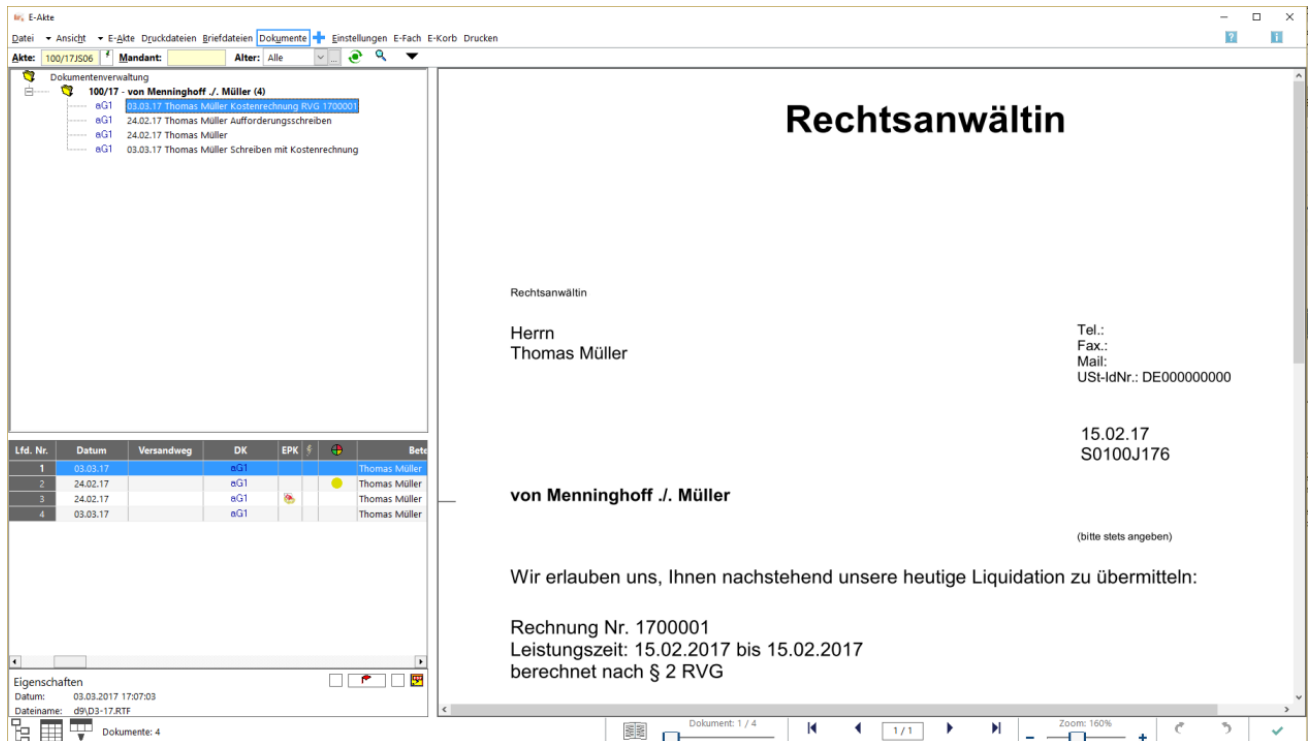 E-Akte
Datei Ansicht E-Akte Druckdateien Briefdateien Dokumente Einstellungen E-Fach E-Korb Drucken
Akte: 100/17JS06 Mandant: Alter: Alle ...
Dokumentenverwaltung
100/17 - von Menninghoff ./. Müller (4)
aG1 03.03.17 Thomas Müller Kostenrechnung RVG 1700001
aG1 24.02.17 Thomas Müller Aufforderungsschreiben
aG1 24.02.17 Thomas Müller
aG1 03.03.17 Thomas Müller Schreiben mit Kostenrechnung
Lfd. Nr. Datum Versandweg DK EPK Bete
1 03.03.17 aG1 Thomas Müller
2 24.02.17 aG1 Thomas Müller
3 24.02.17 aG1 Thomas Müller
4 03.03.17 aG1 Thomas Müller
Eigenschaften
Datum: 03.03.2017 17:07:03
Dateiname: d9\D3-17.RTF
Dokumente: 4
Rechtsanwältin
Rechtsanwältin
Herrn
Thomas Müller
Tel.:
Fax.:
Mail:
USt-IdNr.: DE000000000
15.02.17
S0100J176
von Menninghoff ./. Müller
(bitte stets angeben)
Wir erlauben uns, Ihnen nachstehend unsere heutige Liquidation zu übermitteln:
Rechnung Nr. 1700001
Leistungszeit: 15.02.2017 bis 15.02.2017
berechnet nach § 2 RVG
Dokument: 1 / 4
1 / 1
Zoom: 160%